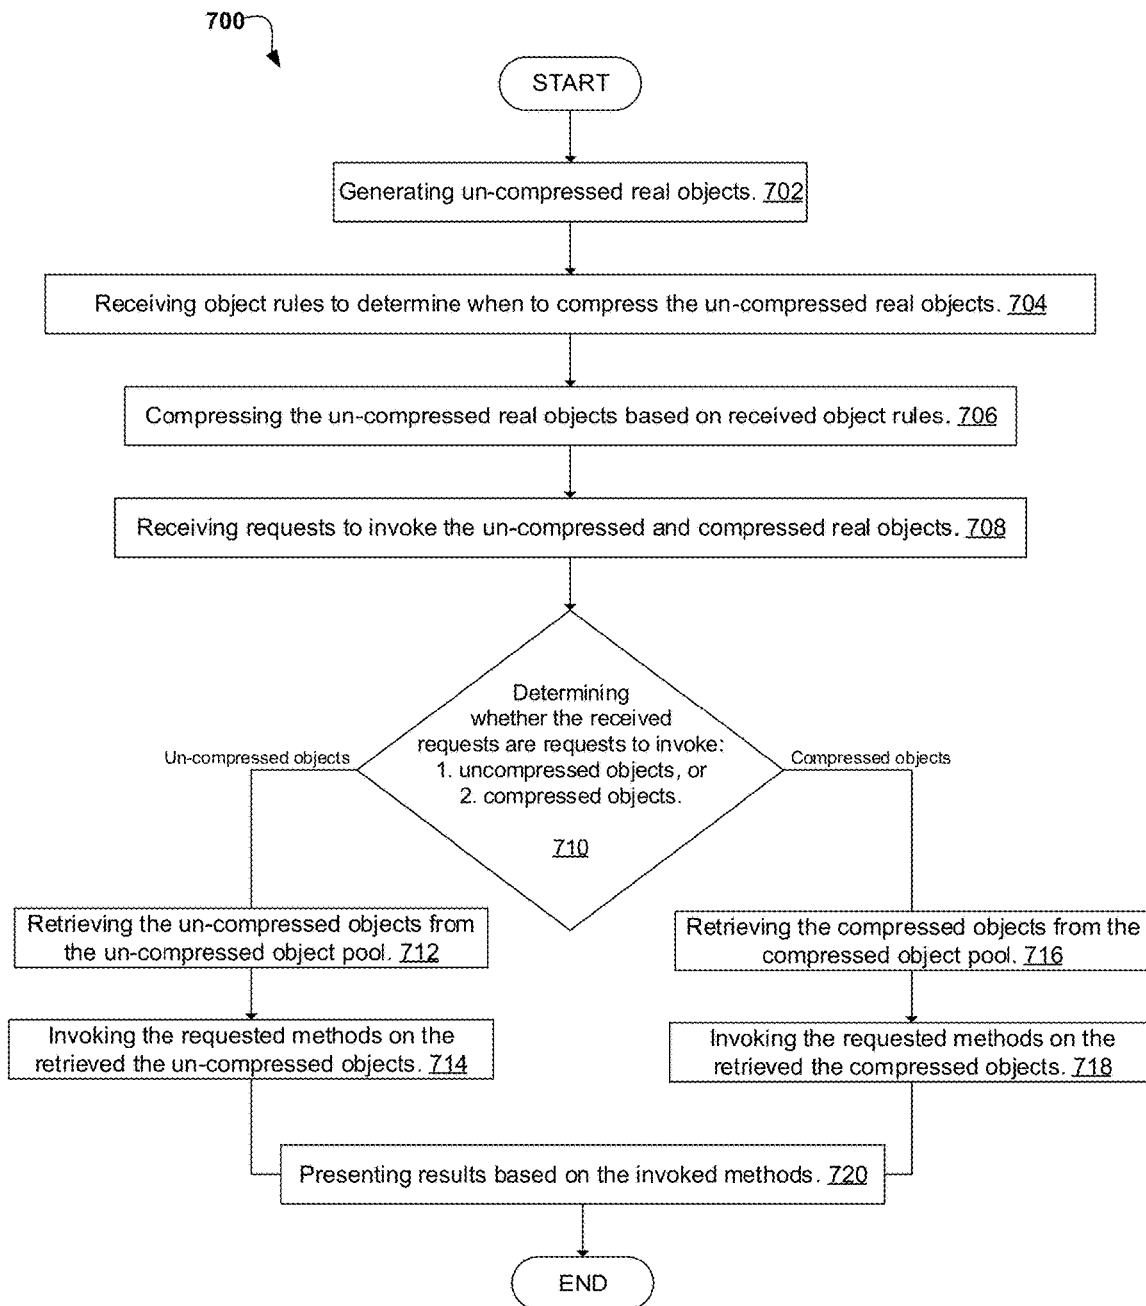 700
START
Generating un-compressed real objects. 702
Receiving object rules to determine when to compress the un-compressed real objects. 704
Compressing the un-compressed real objects based on received object rules. 706
Receiving requests to invoke the un-compressed and compressed real objects. 708
Determining
whether the received
requests are requests to invoke:
1. uncompressed objects, or
2. compressed objects.
710
Un-compressed objects
Compressed objects
Retrieving the un-compressed objects from
the un-compressed object pool. 712
Invoking the requested methods on the
retrieved the un-compressed objects. 714
Retrieving the compressed objects from the
compressed object pool. 716
Invoking the requested methods on the
retrieved the compressed objects. 718
Presenting results based on the invoked methods. 720
END